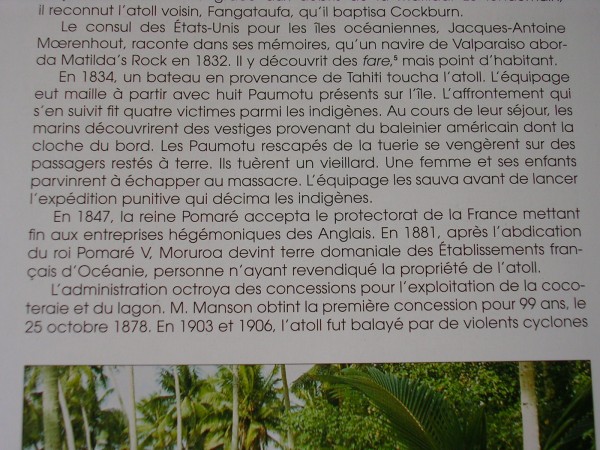 il reconnut l'atoll voisin, Fangataufa, qu'il baptisa Cockburn.
Le consul des États-Unis pour les îles océaniennes, Jacques-Antoine
Mœrenhout, raconte dans ses mémoires, qu'un navire de Valparaiso abor-
da Matilda's Rock en 1832. Il y découvrit des fare,⁵ mais point d'habitant.
En 1834, un bateau en provenance de Tahiti toucha l'atoll. L'équipage
eut maille à partir avec huit Paumotu présents sur l'île. L'affrontement qui
s'en suivit fit quatre victimes parmi les indigènes. Au cours de leur séjour, les
marins découvrirent des vestiges provenant du baleinier américain dont la
cloche du bord. Les Paumotu rescapés de la tuerie se vengèrent sur des
passagers restés à terre. Ils tuèrent un vieillard. Une femme et ses enfants
parvinrent à échapper au massacre. L'équipage les sauva avant de lancer
l'expédition punitive qui décima les indigènes.
En 1847, la reine Pomaré accepta le protectorat de la France mettant
fin aux entreprises hégémoniques des Anglais. En 1881, après l'abdication
du roi Pomaré V, Moruroa devint terre domaniale des Établissements fran-
çais d'Océanie, personne n'ayant revendiqué la propriété de l'atoll.
L'administration octroya des concessions pour l'exploitation de la coco-
teraie et du lagon. M. Manson obtint la première concession pour 99 ans, le
25 octobre 1878. En 1903 et 1906, l'atoll fut balayé par de violents cyclones